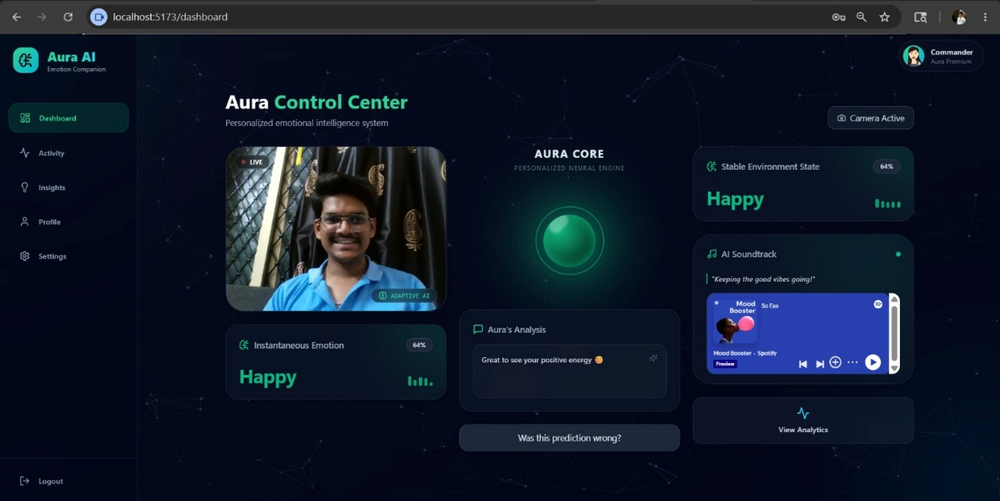 localhost:5173/dashboard
Aura AI
Emotion Companion
Commander
Aura Premium
Dashboard
Activity
Insights
Profile
Settings
Logout
Aura Control Center
Personalized emotional intelligence system
Camera Active
LIVE
ADAPTIVE AI
Instantaneous Emotion
64%
Happy
AURA CORE
PERSONALIZED NEURAL ENGINE
Aura's Analysis
Great to see your positive energy 😊
Was this prediction wrong?
Stable Environment State
64%
Happy
AI Soundtrack
"Keeping the good vibes going!"
Mood
Booster
So Eas
Mood Booster - Spotify
Preview
View Analytics